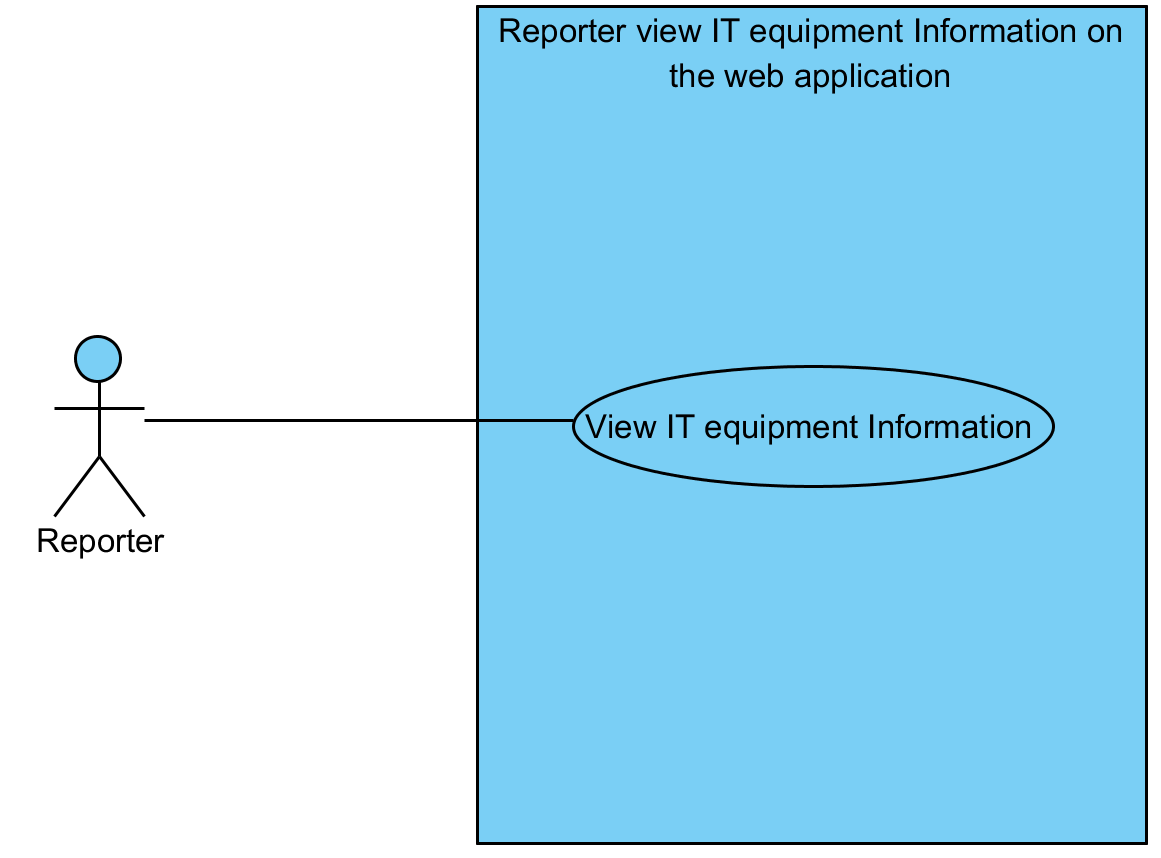 Reporter view IT equipment Information on
the web application
View IT equipment Information
Reporter